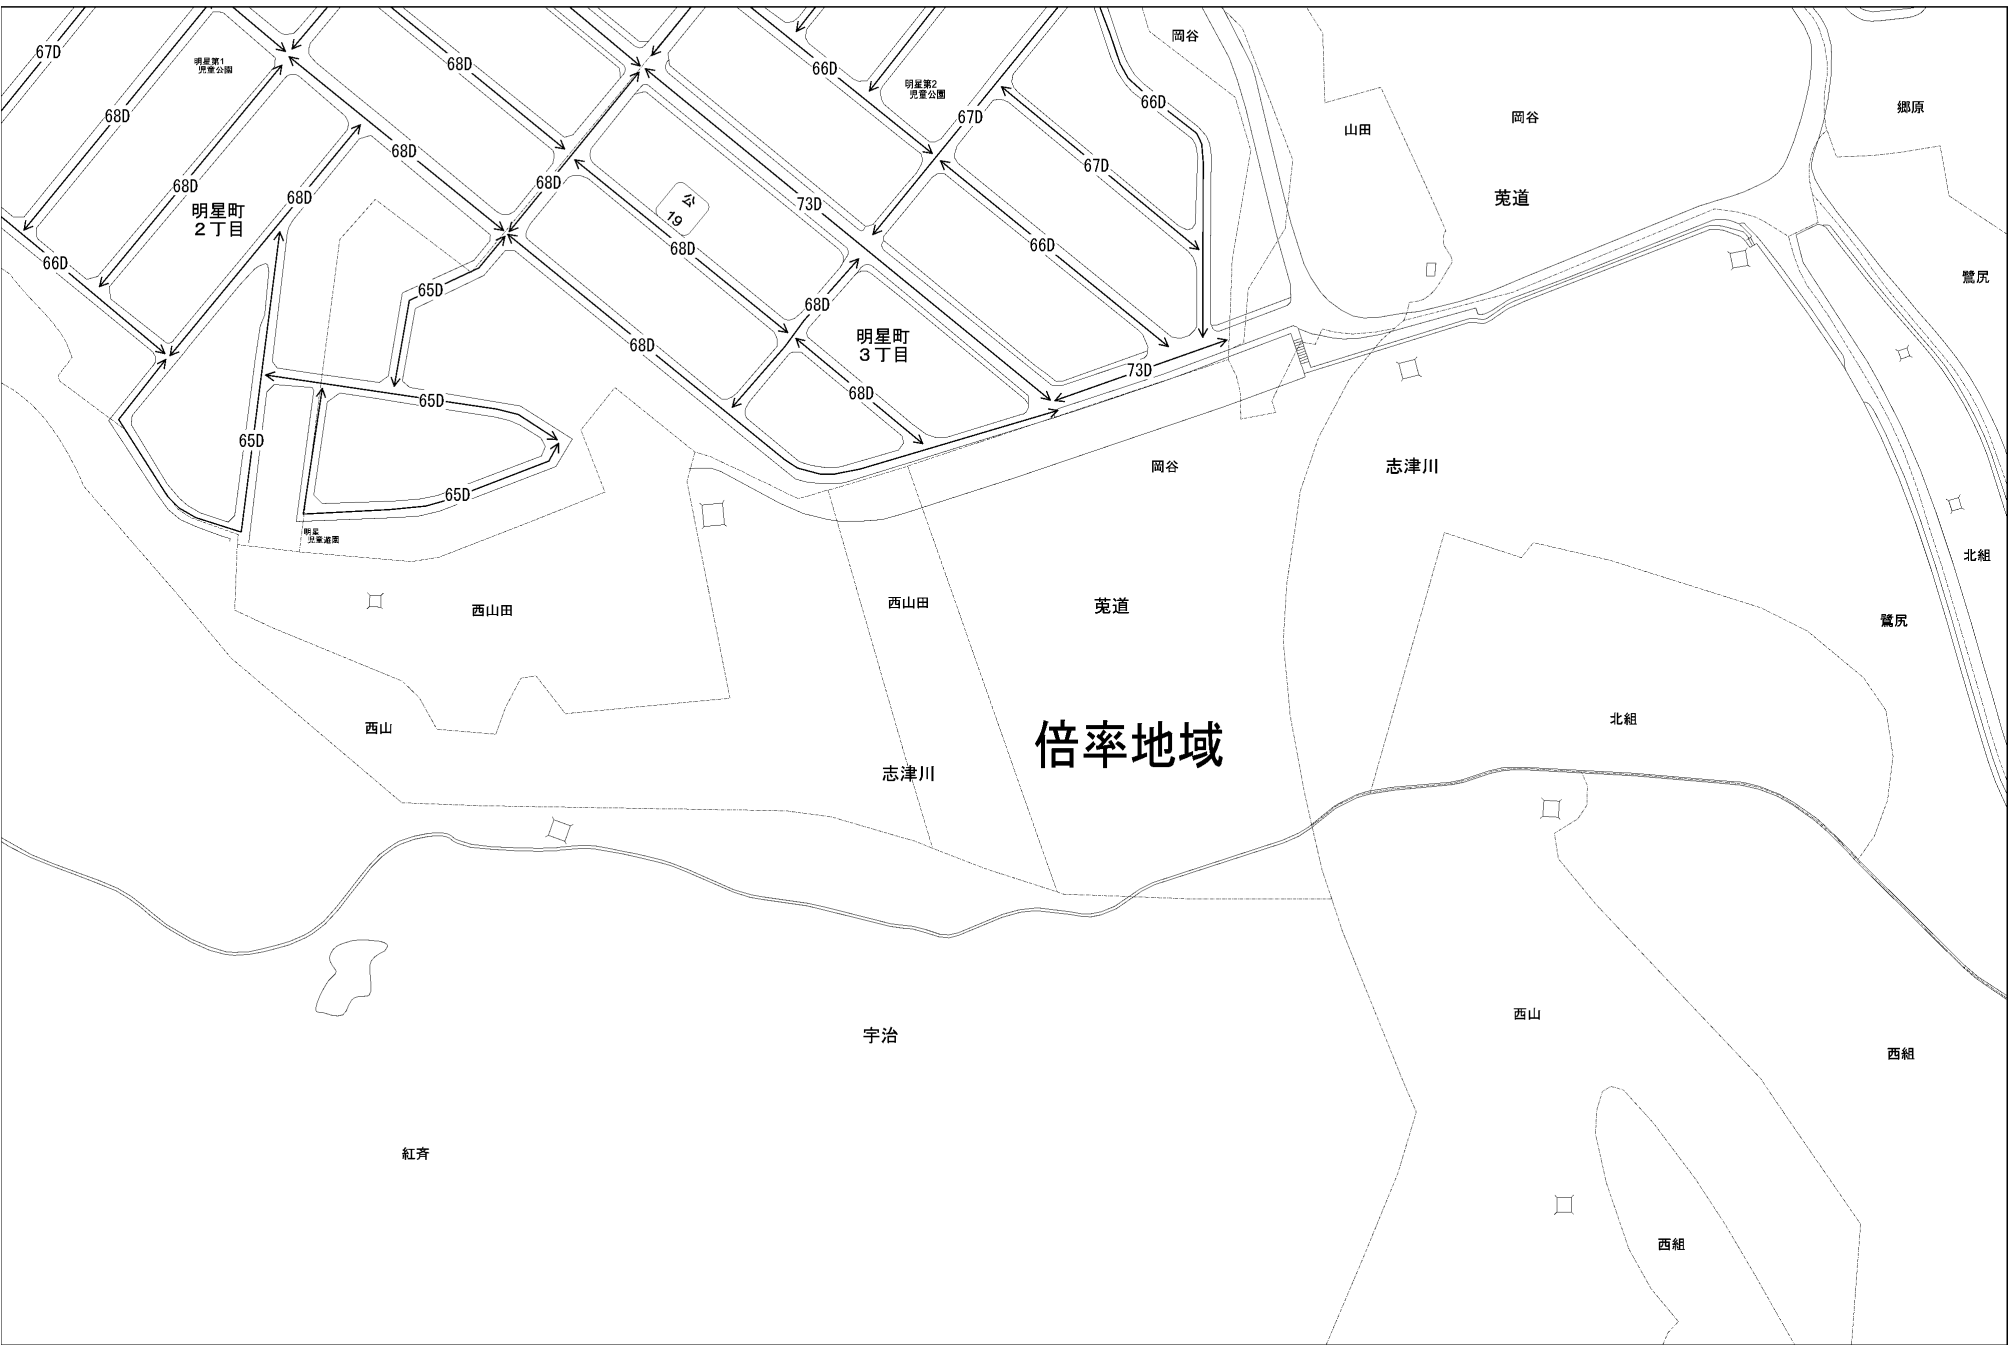 岡谷
67D
明星第1
児童公園
68D
66D
明星第2
児童公園
66D
郷原
68D
67D
岡谷
山田
68D
67D
68D
68D
68D
莵道
公
19
73D
明星町
2丁目
68D
66D
66D
鷺尻
65D
68D
明星町
3丁目
68D
73D
68D
65D
65D
岡谷
志津川
65D
明星
児童遊園
北組
西山田
西山田
莵道
鷺尻
西山
北組
倍率地域
志津川
宇治
西山
西組
紅斉
西組